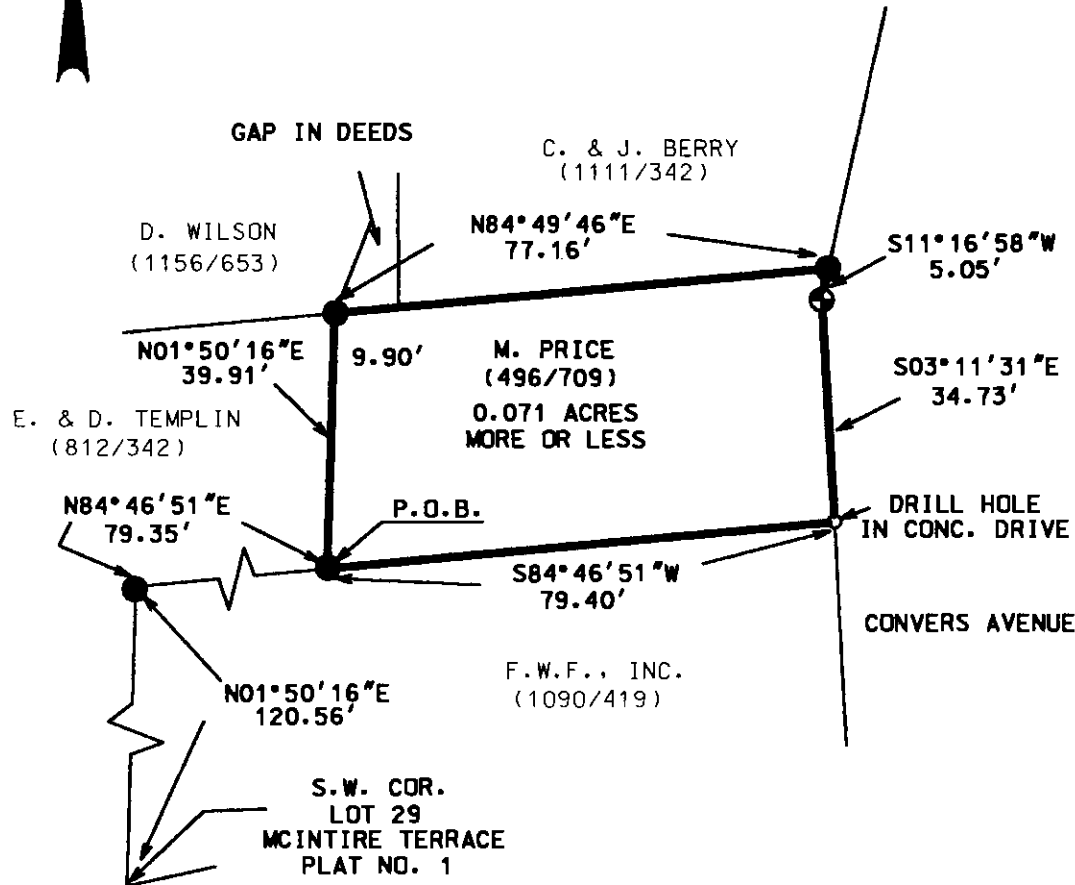 GAP IN DEEDS
C. & J. BERRY
(1111/342)
D. WILSON
(1156/653)
N84°49'46"E
77.16'
S11°16'58"W
5.05'
N01°50'16"E
39.91'
9.90'
M. PRICE
(496/709)
0.071 ACRES
MORE OR LESS
S03°11'31"E
34.73'
E. & D. TEMPLIN
(812/342)
N84°46'51"E
79.35'
P.O.B.
DRILL HOLE
IN CONC. DRIVE
S84°46'51"W
79.40'
CONVERS AVENUE
F.W.F., INC.
(1090/419)
N01°50'16"E
120.56'
S.W. COR.
LOT 29
MCINTIRE TERRACE
PLAT NO. 1